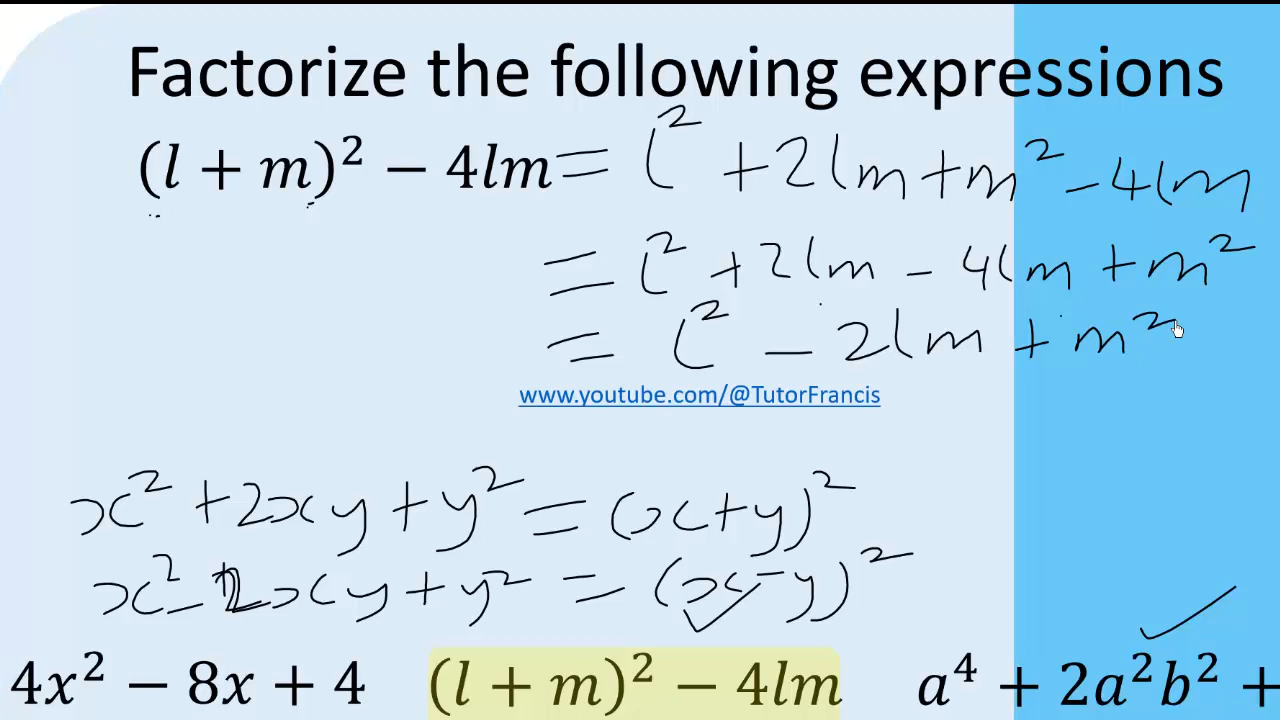 Factorize the following expressions
(l + m)² − 4lm = l² + 2lm + m² − 4lm
= l² + 2lm − 4lm + m²
= l² − 2lm + m²
www.youtube.com/@TutorFrancis
x² + 2xy + y² = (x + y)²
x² − 2xy + y² = (x − y)²
4x² − 8x + 4 (l + m)² − 4lm a⁴ + 2a²b² +